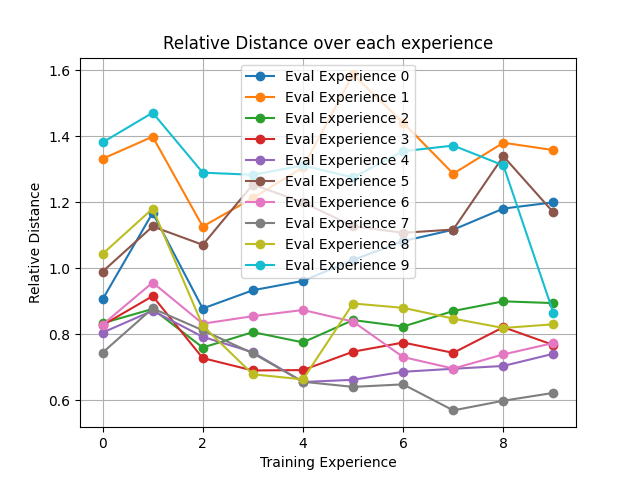 Relative Distance over each experience
Relative Distance
1.6
1.4
1.2
1.0
0.8
0.6
Eval Experience 0
Eval Experience 1
Eval Experience 2
Eval Experience 3
Eval Experience 4
Eval Experience 5
Eval Experience 6
Eval Experience 7
Eval Experience 8
Eval Experience 9
0 2 4 6 8
Training Experience